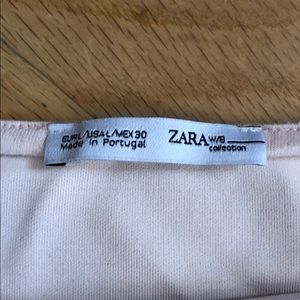 EUR L/USA L/MEX 30
Made in Portugal
ZARA W/B
collection